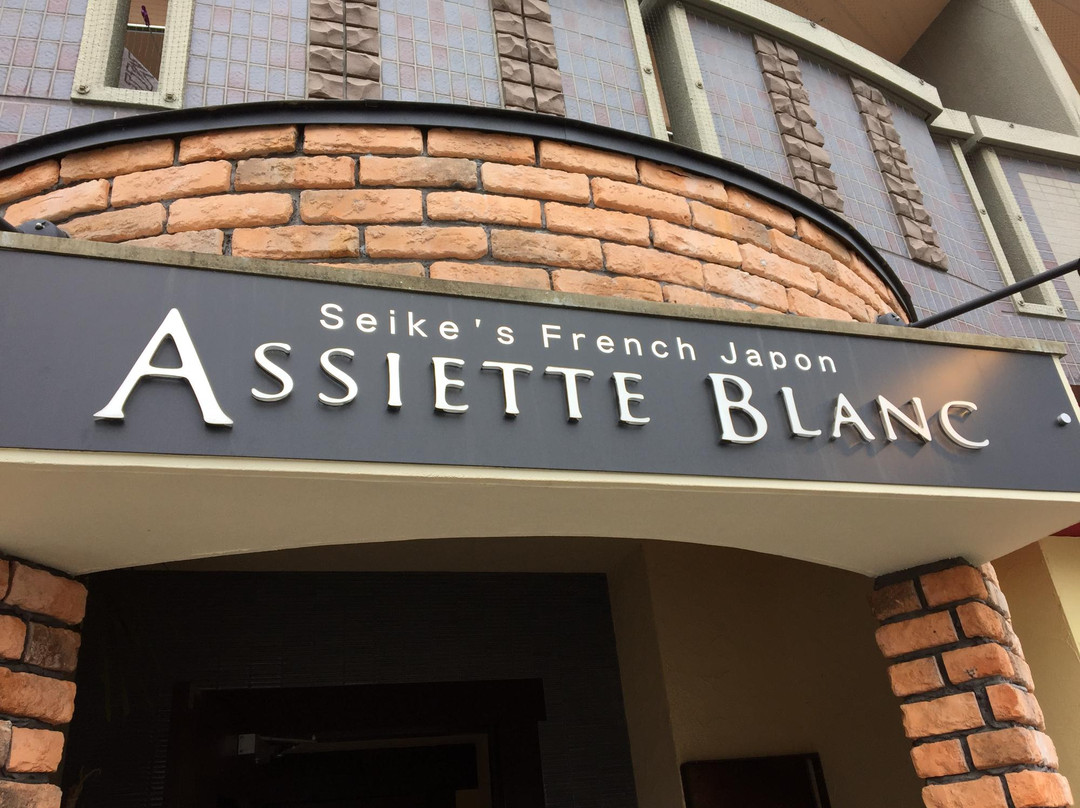 Seike's French Japon
ASSIETTE BLANC